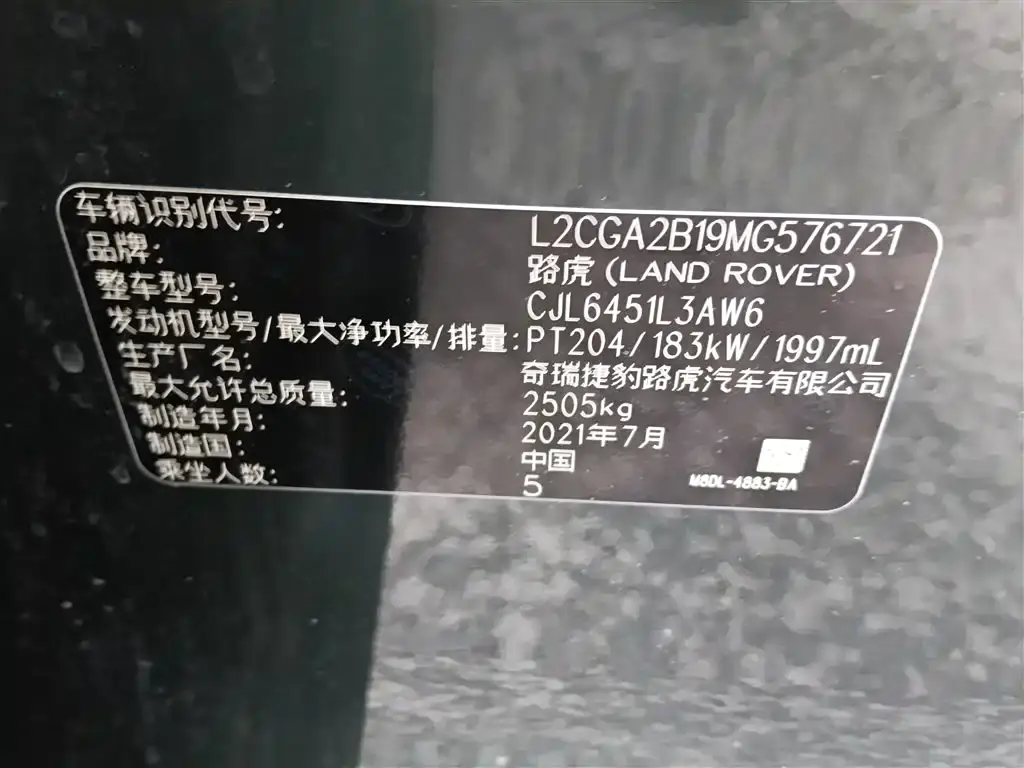 车辆识别代号: L2CGA2B19MG576721
品牌: 路虎 (LAND ROVER)
整车型号: CJL6451L3AW6
发动机型号/最大净功率/排量: PT204/183kW/1997mL
生产厂名: 奇瑞捷豹路虎汽车有限公司
最大允许总质量: 2505kg
制造年月: 2021年7月
制造国: 中国
乘坐人数: 5
M8DL-4883-BA